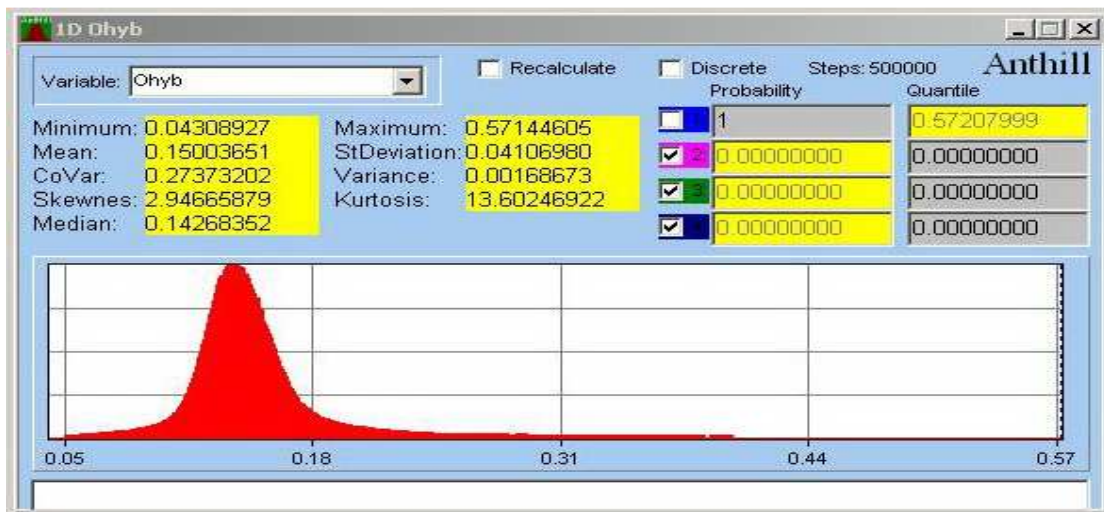 1D Ohyb
Variable: Ohyb
Recalculate
Discrete Steps: 500000 Anthill
Probability Quantile
Minimum: 0.04308927 Maximum: 0.57144605
1 0.57207999
Mean: 0.15003651 StDeviation: 0.04106980
2: 0.00000000 0.00000000
CoVar: 0.27373202 Variance: 0.00168673
3: 0.00000000 0.00000000
Skewnes: 2.94665879 Kurtosis: 13.60246922
Median: 0.14268352
0.00000000 0.00000000
0.05 0.18 0.31 0.44 0.57